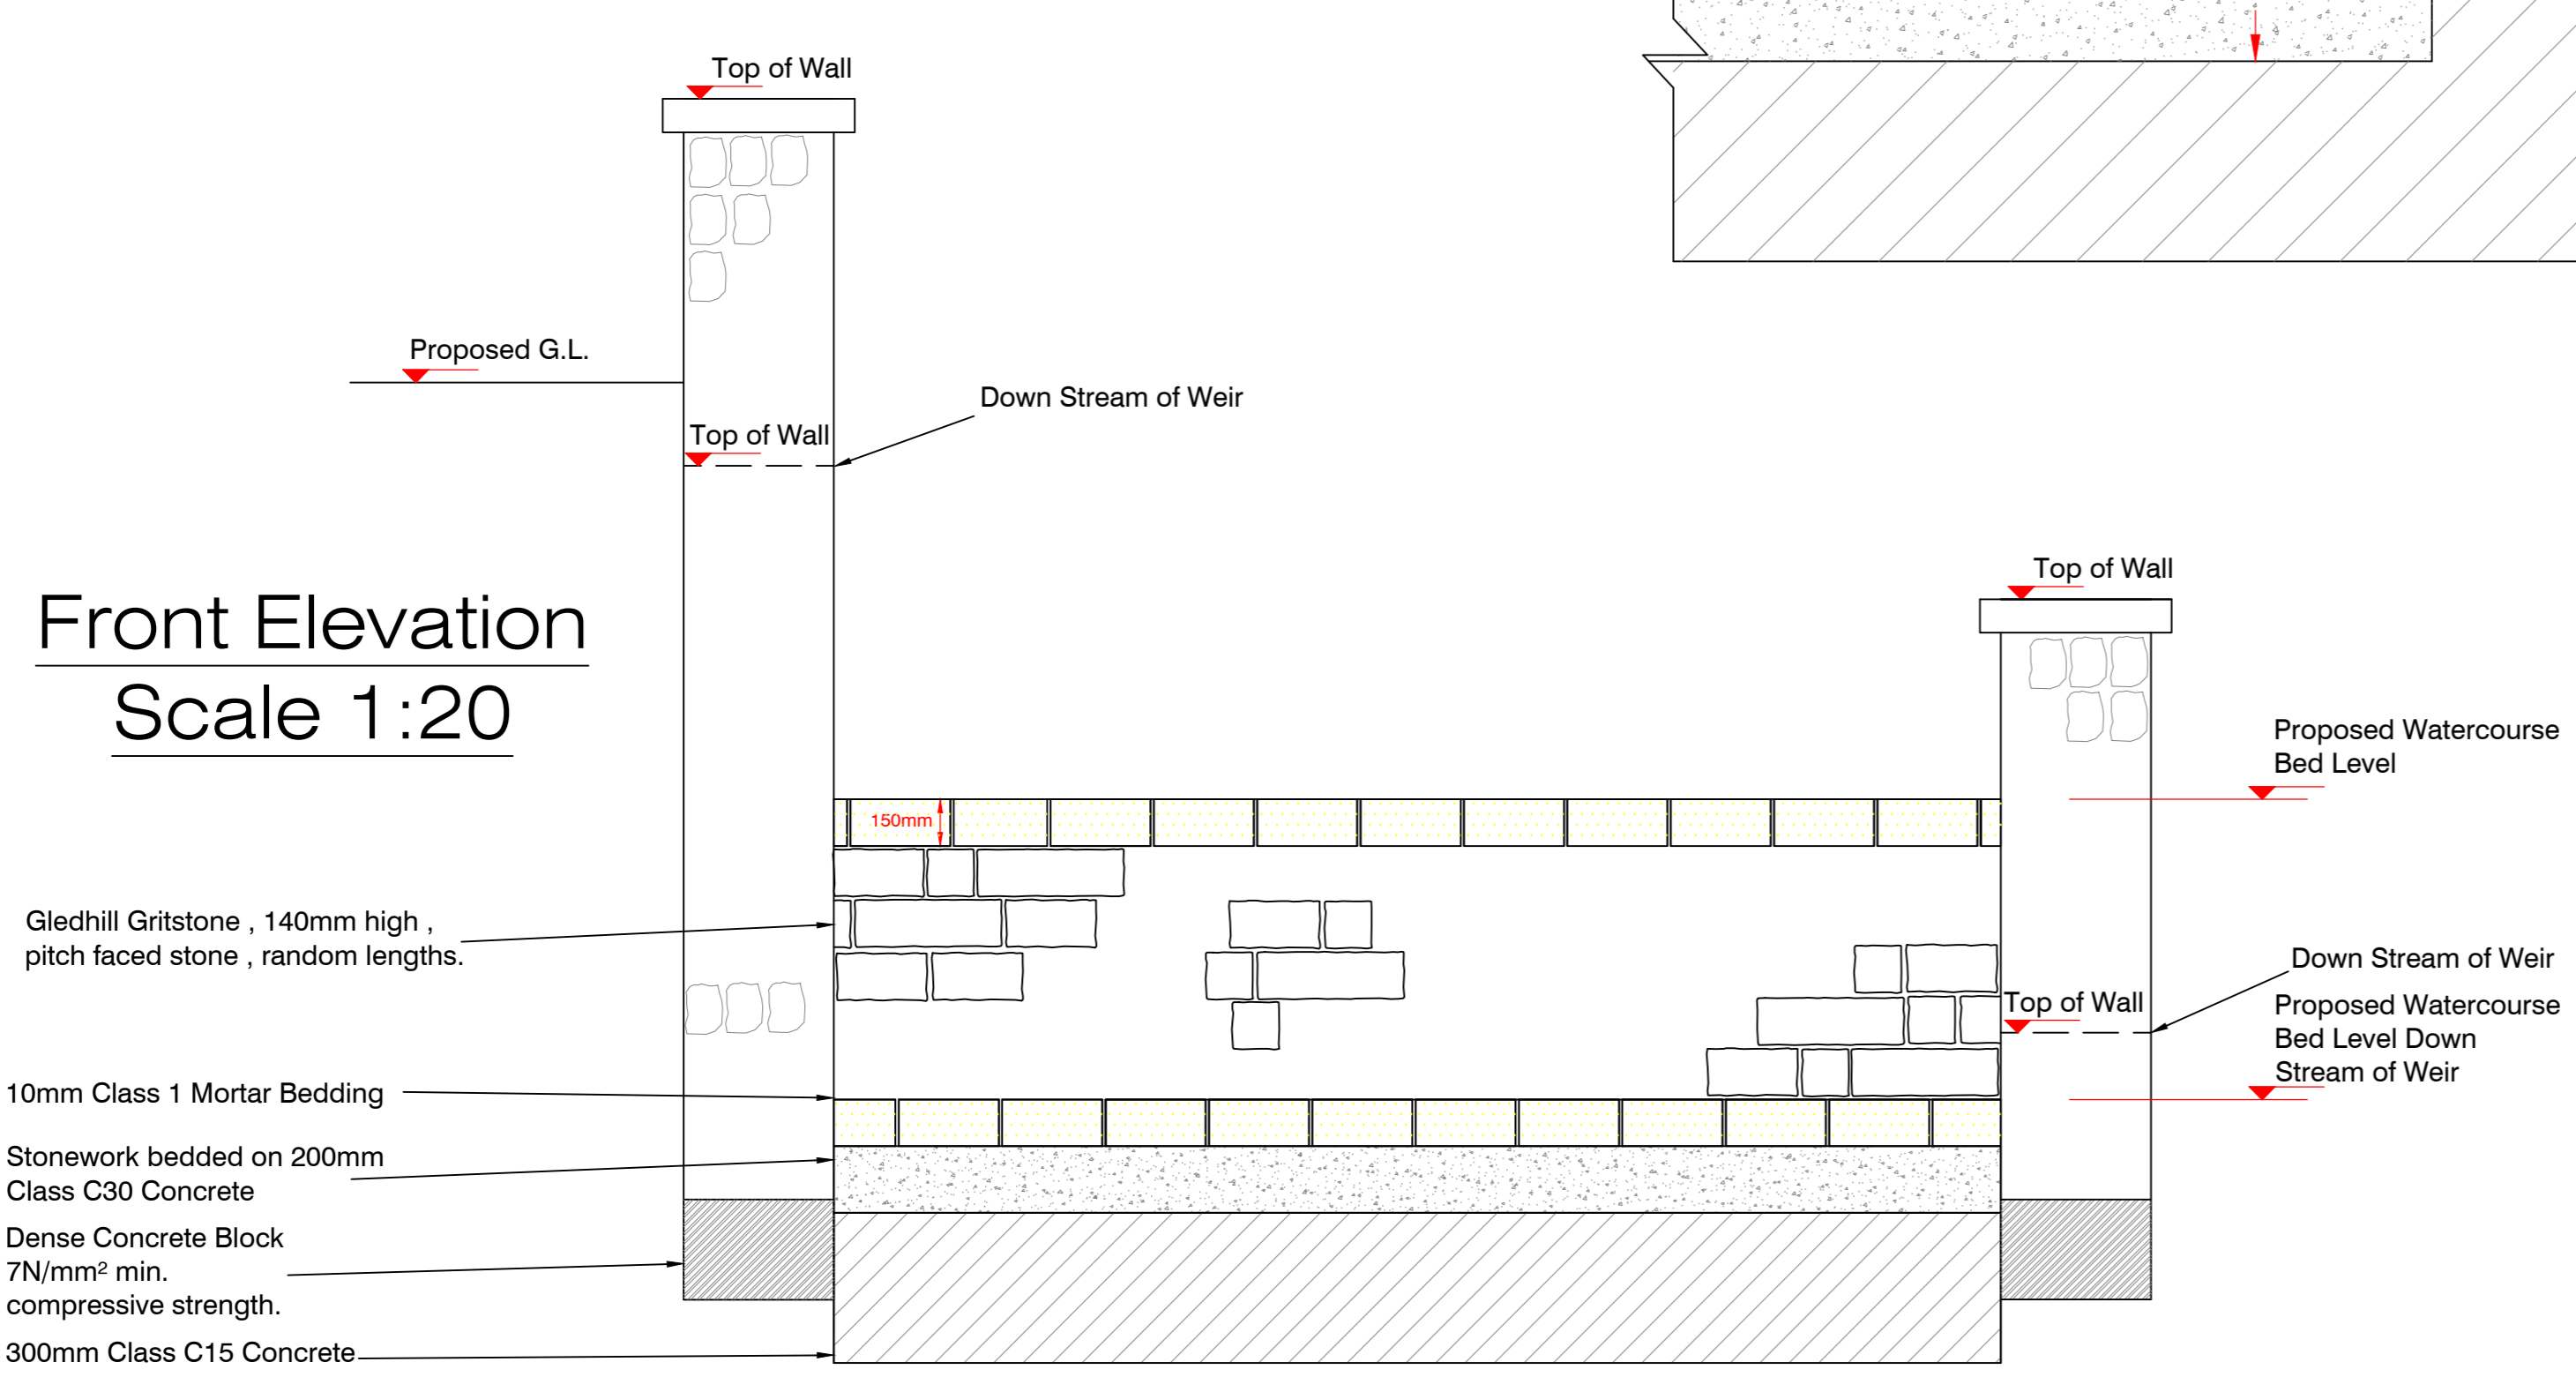 Top of Wall
Proposed G.L.
Down Stream of Weir
Top of Wall
Front Elevation
Scale 1:20
Top of Wall
Proposed Watercourse
Bed Level
150mm
Gledhill Gritstone , 140mm high ,
pitch faced stone , random lengths.
Down Stream of Weir
Top of Wall
Proposed Watercourse
Bed Level Down
Stream of Weir
10mm Class 1 Mortar Bedding
Stonework bedded on 200mm
Class C30 Concrete
Dense Concrete Block
7N/mm² min.
compressive strength.
300mm Class C15 Concrete